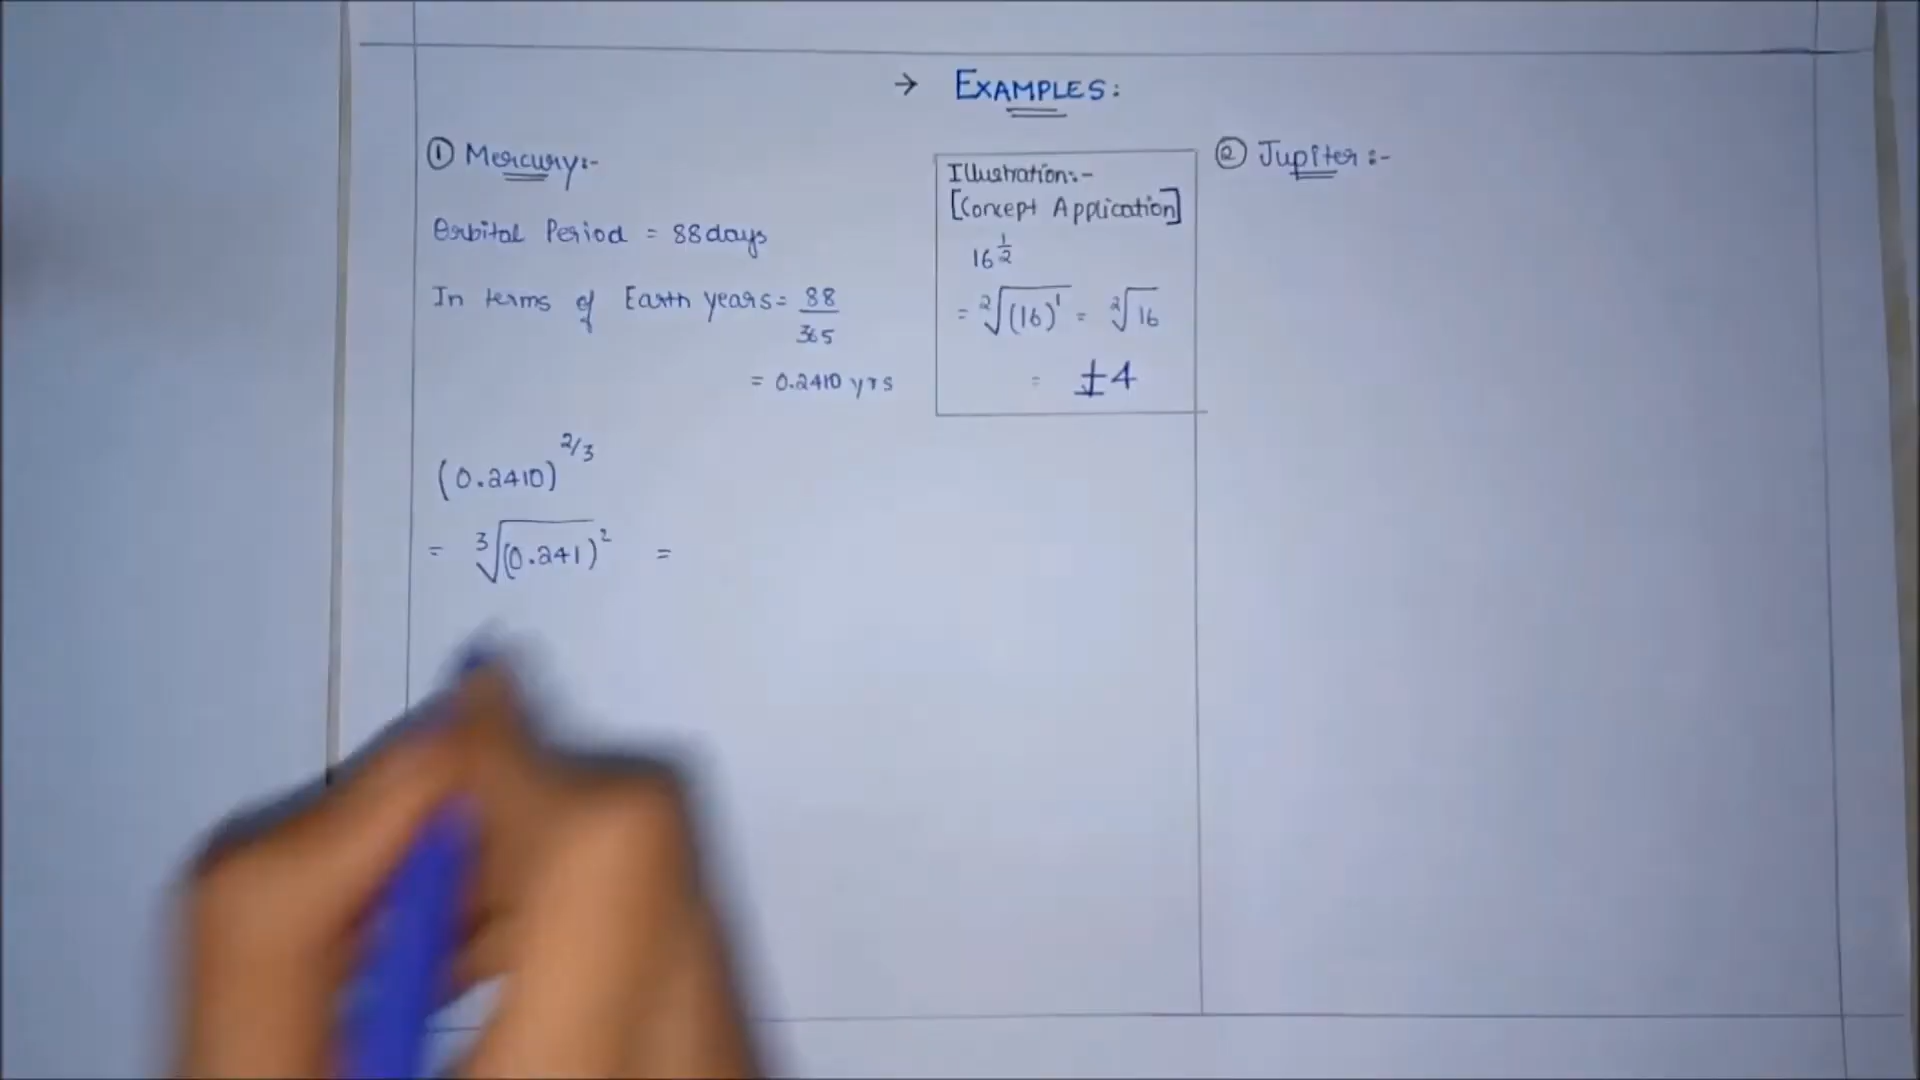 → EXAMPLES:
① Mercury:-
Orbital Period = 88days
In terms of Earth years = 88/365
= 0.2410 yrs
(0.2410)^2/3
= ∛(0.241)² =
Illustration:-
[Concept Application]
16^1/2
= ²√(16)¹ = ²√16
= ±4
② Jupiter:-